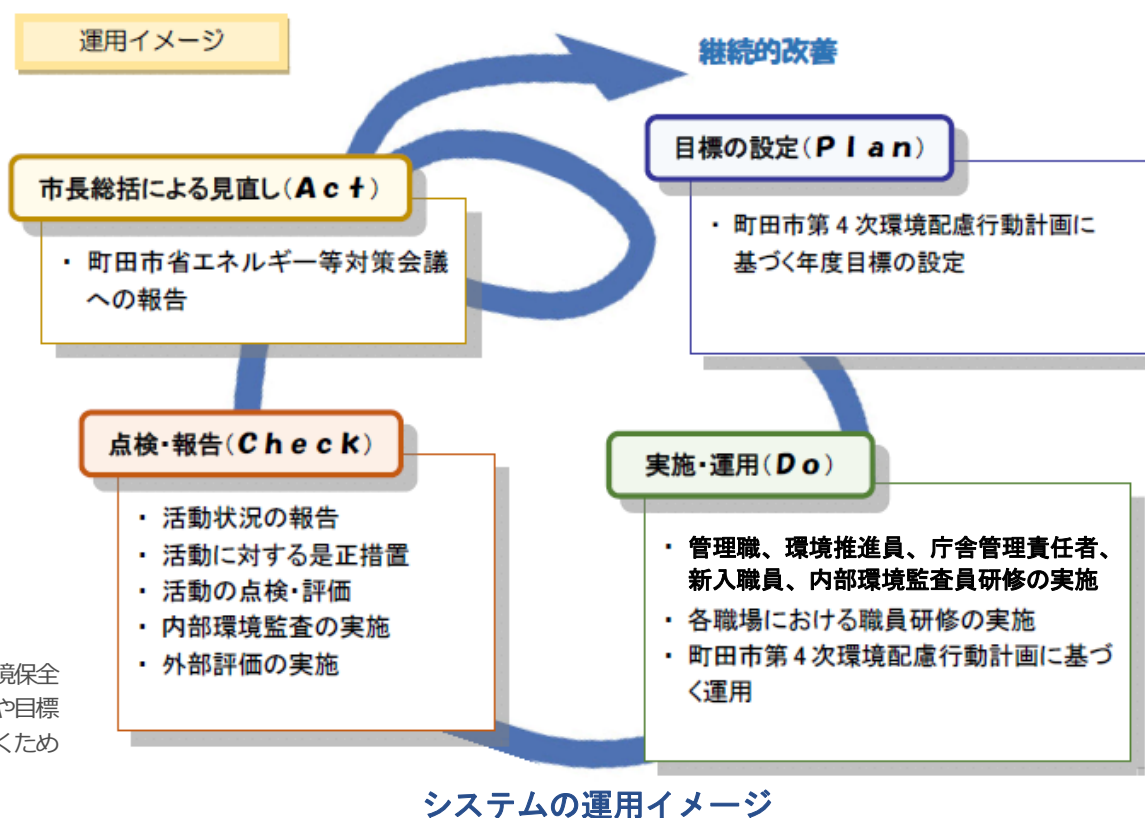 運用イメージ
継続的改善
目標の設定(Plan)
・ 町田市第4次環境配慮行動計画に
基づく年度目標の設定
市長総括による見直し(Act)
・ 町田市省エネルギー等対策会議
への報告
点検・報告(Check)
・ 活動状況の報告
・ 活動に対する是正措置
・ 活動の点検・評価
・ 内部環境監査の実施
・ 外部評価の実施
実施・運用(Do)
・ 管理職、環境推進員、庁舎管理責任者、
新入職員、内部環境監査員研修の実施
・ 各職場における職員研修の実施
・ 町田市第4次環境配慮行動計画に基づ
く運用
境保全
や目標
くため
システムの運用イメージ